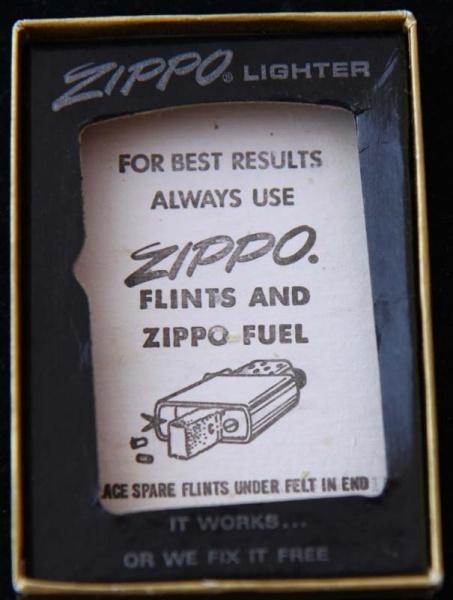 ZIPPO® LIGHTER
FOR BEST RESULTS
ALWAYS USE
ZIPPO.
FLINTS AND
ZIPPO FUEL
ACE SPARE FLINTS UNDER FELT IN END
IT WORKS...
OR WE FIX IT FREE